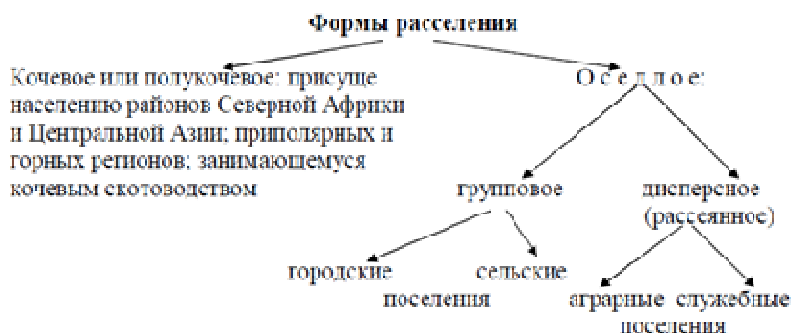 Формы расселения
Кочевое или полукочевое: присуще
населению районов Северной Африки
и Центральной Азии; приполярных и
горных регионов; занимающемуся
кочевым скотоводством
О с е д л о е:
групповое
дисперсное
(рассеянное)
городские сельские
поселения
аграрные служебные
поселения